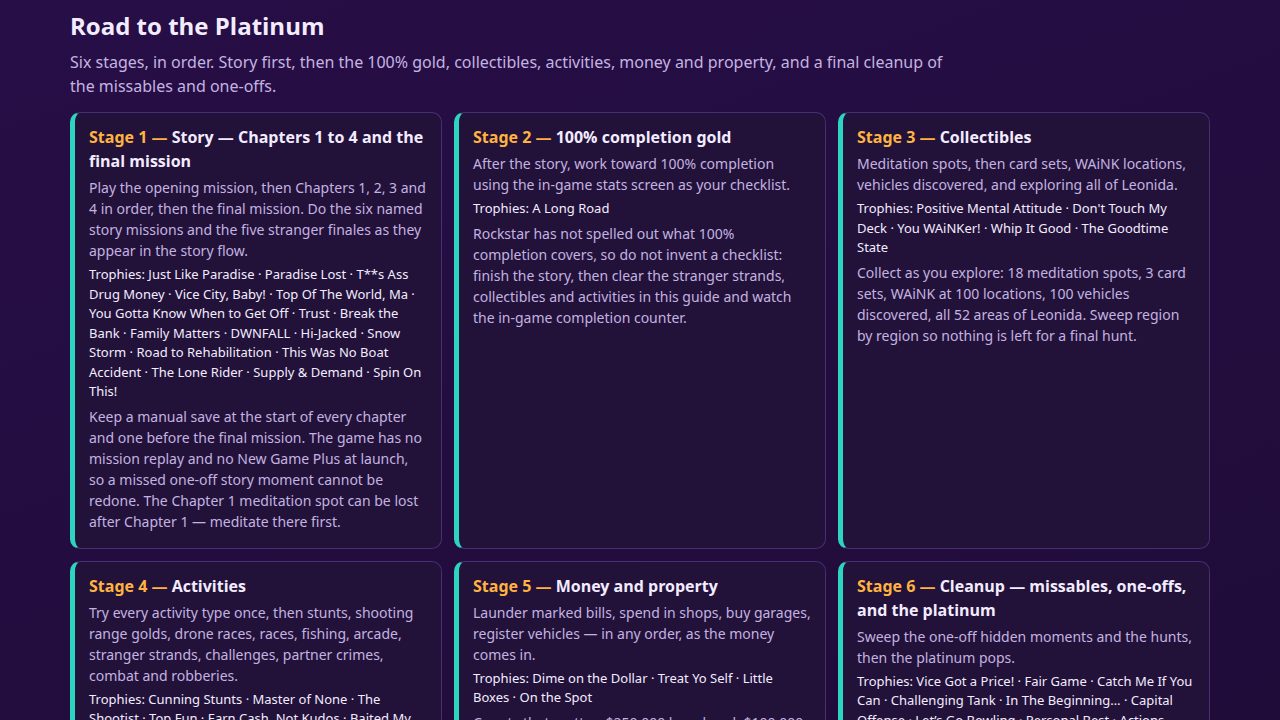 Road to the Platinum
Six stages, in order. Story first, then the 100% gold, collectibles, activities, money and property, and a final cleanup of
the missables and one-offs.
Stage 1 — Story — Chapters 1 to 4 and the
final mission
Play the opening mission, then Chapters 1, 2, 3 and
4 in order, then the final mission. Do the six named
story missions and the five stranger finales as they
appear in the story flow.
Trophies: Just Like Paradise · Paradise Lost · T**s Ass
Drug Money · Vice City, Baby! · Top Of The World, Ma ·
You Gotta Know When to Get Off · Trust · Break the
Bank · Family Matters · DWNFALL · Hi-Jacked · Snow
Storm · Road to Rehabilitation · This Was No Boat
Accident · The Lone Rider · Supply & Demand · Spin On
This!
Keep a manual save at the start of every chapter
and one before the final mission. The game has no
mission replay and no New Game Plus at launch,
so a missed one-off story moment cannot be
redone. The Chapter 1 meditation spot can be lost
after Chapter 1 — meditate there first.
Stage 2 — 100% completion gold
After the story, work toward 100% completion
using the in-game stats screen as your checklist.
Trophies: A Long Road
Rockstar has not spelled out what 100%
completion covers, so do not invent a checklist:
finish the story, then clear the stranger strands,
collectibles and activities in this guide and watch
the in-game completion counter.
Stage 3 — Collectibles
Meditation spots, then card sets, WAiNK locations,
vehicles discovered, and exploring all of Leonida.
Trophies: Positive Mental Attitude · Don't Touch My
Deck · You WAiNKer! · Whip It Good · The Goodtime
State
Collect as you explore: 18 meditation spots, 3 card
sets, WAiNK at 100 locations, 100 vehicles
discovered, all 52 areas of Leonida. Sweep region
by region so nothing is left for a final hunt.
Stage 4 — Activities
Try every activity type once, then stunts, shooting
range golds, drone races, races, fishing, arcade,
stranger strands, challenges, partner crimes,
combat and robberies.
Trophies: Cunning Stunts · Master of None · The
Shootist · Top Fun · Earn Cash, Not Kudos · Baited My
Stage 5 — Money and property
Launder marked bills, spend in shops, buy garages,
register vehicles — in any order, as the money
comes in.
Trophies: Dime on the Dollar · Treat Yo Self · Little
Boxes · On the Spot
Stage 6 — Cleanup — missables, one-offs,
and the platinum
Sweep the one-off hidden moments and the hunts,
then the platinum pops.
Trophies: Vice Got a Price! · Fair Game · Catch Me If You
Can · Challenging Tank · In The Beginning... · Capital
Offense · Let's Go Bowling · Personal Best · Actions